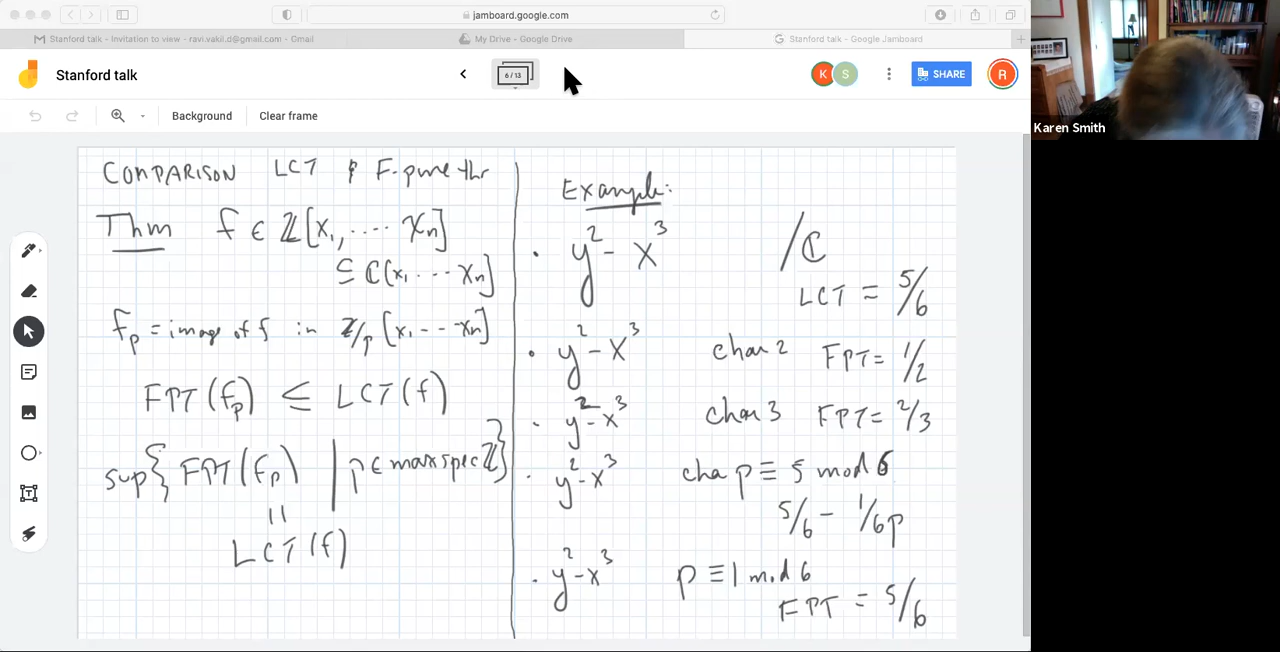 jamboard.google.com
Stanford talk - Invitation to view - ravi.vakil.d@gmail.com - Gmail
My Drive - Google Drive
Stanford talk - Google Jamboard
Stanford talk
6 / 13
K
S
SHARE
R
Background
Clear frame
Karen Smith
COMPARISON LCT & F-pure thr
Thm f ∈ ℤ[x₁, .... xₙ]
⊆ ℂ(x₁ ... xₙ]
fₚ = image of f in ℤ/p [x₁ --- xₙ]
FPT(fₚ) ≤ LCT(f)
sup{ FPT(fₚ) | p ∈ maxspec ℤ}
||
LCT(f)
Example:
• y² - x³ /ℂ
LCT = 5/6
• y² - x³ char 2 FPT = 1/2
• y² - x³ char 3 FPT = 2/3
• y² - x³ cha p ≡ 5 mod 6
5/6 - 1/6p
• y² - x³ p ≡ 1 mod 6
FPT = 5/6